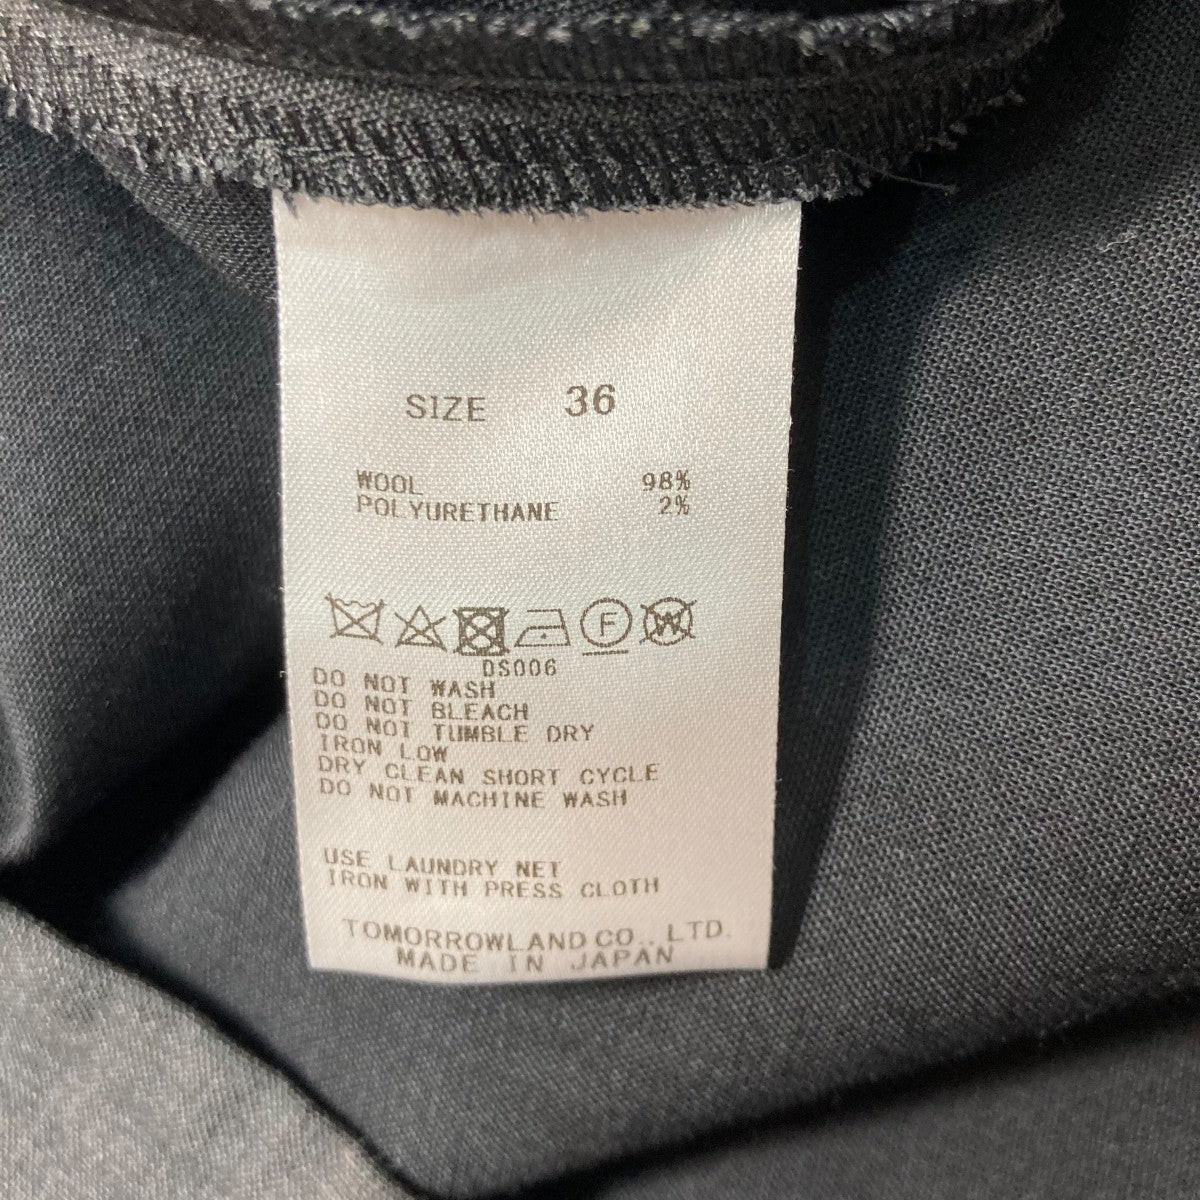 SIZE 36
WOOL 98%
POLYURETHANE 2%
F W
DS006
DO NOT WASH
DO NOT BLEACH
DO NOT TUMBLE DRY
IRON LOW
DRY CLEAN SHORT CYCLE
DO NOT MACHINE WASH
USE LAUNDRY NET
IRON WITH PRESS CLOTH
TOMORROWLAND CO., LTD.
MADE IN JAPAN